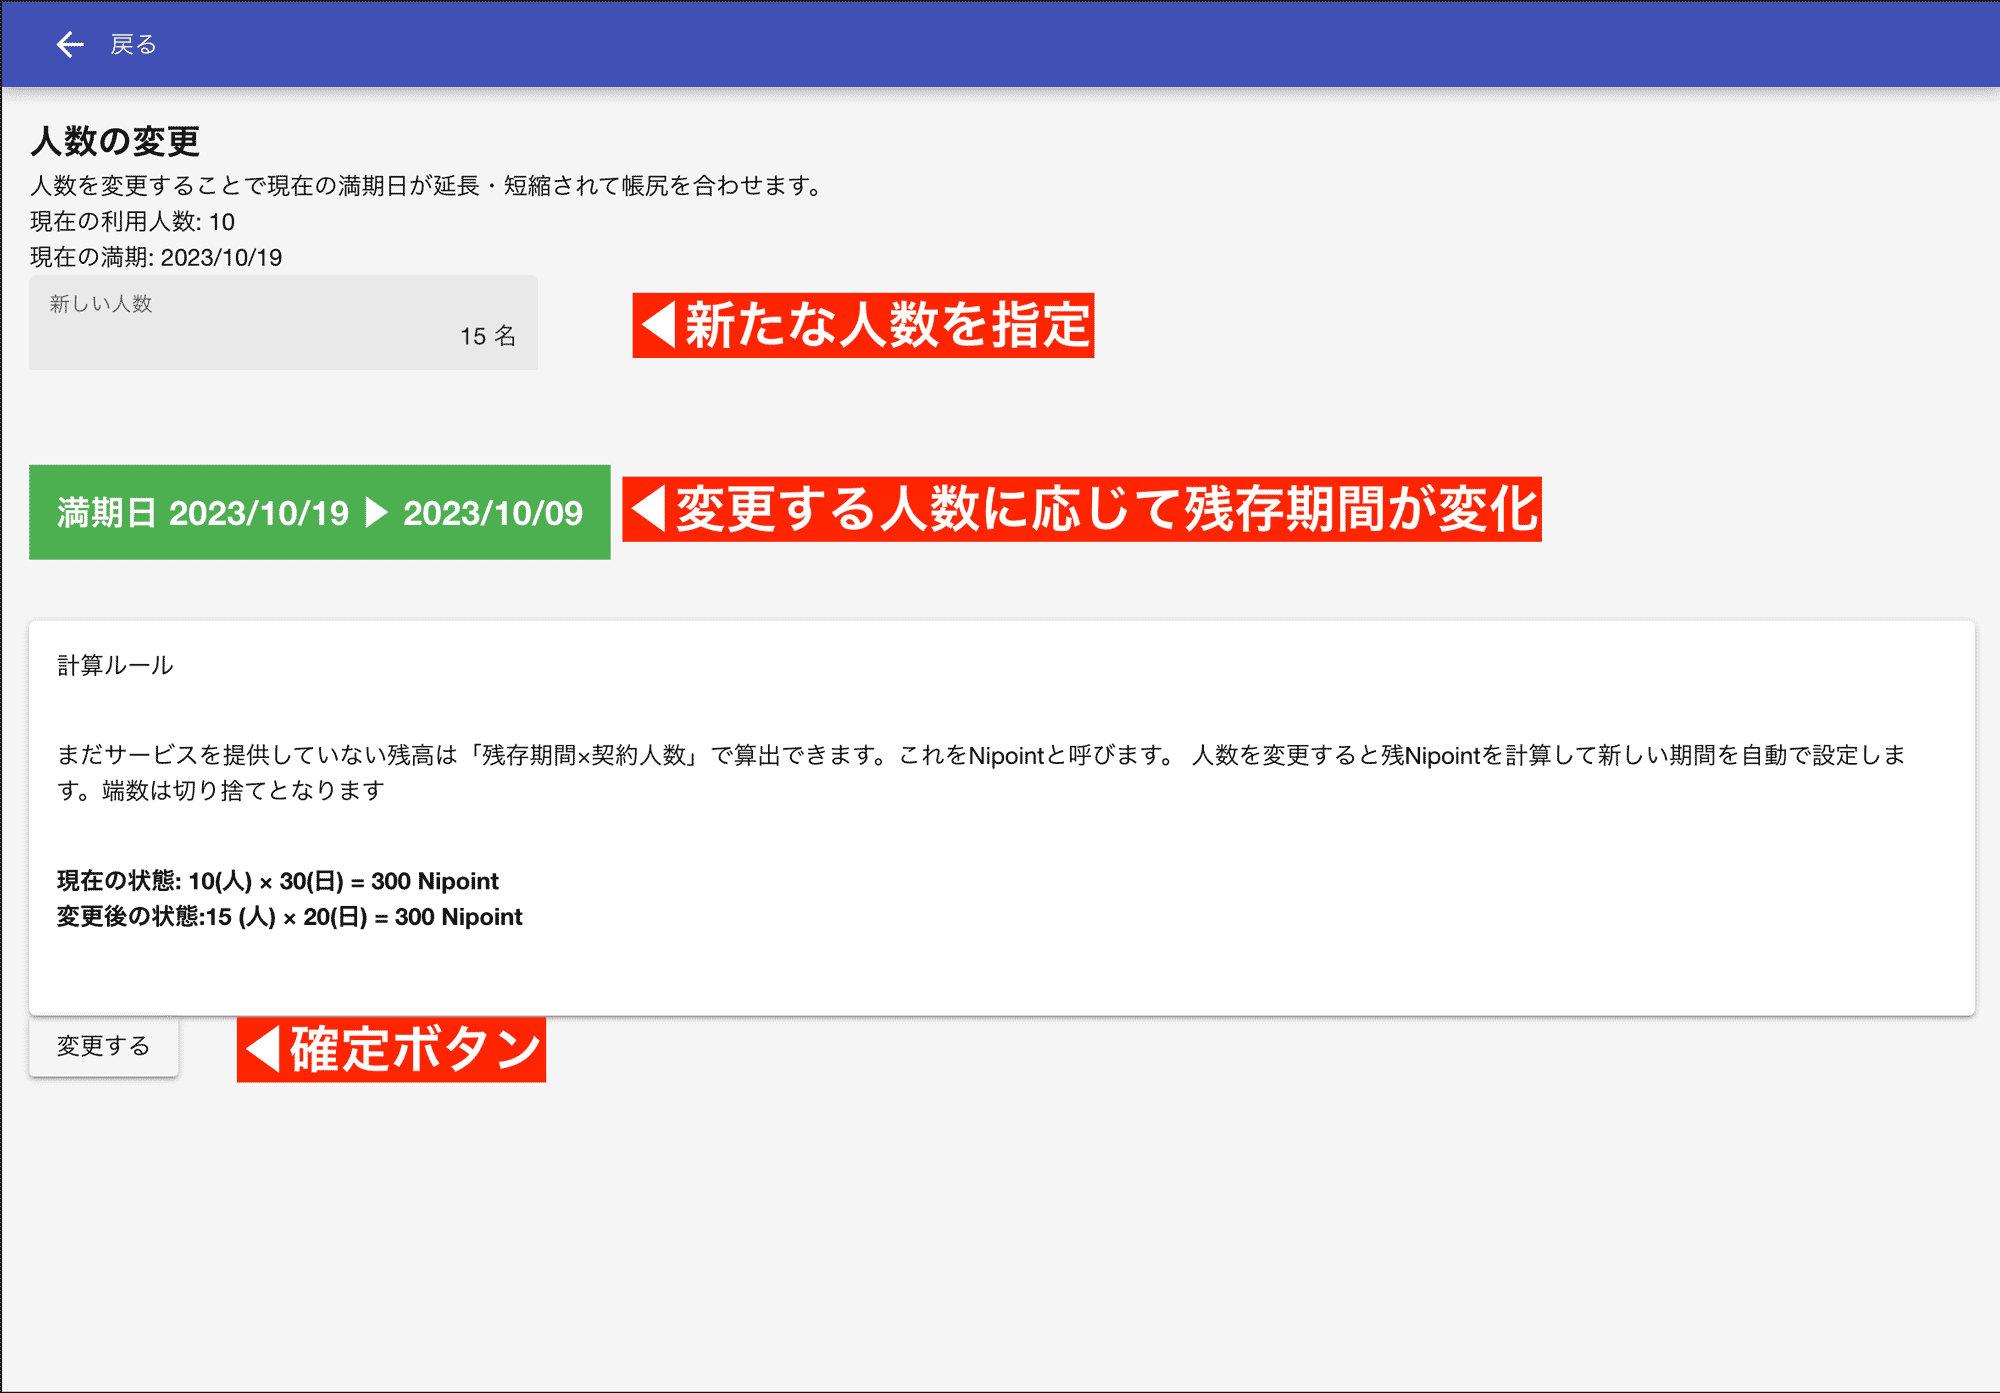 戻る
人数の変更
人数を変更することで現在の満期日が延長・短縮されて帳尻を合わせます。
現在の利用人数: 10
現在の満期: 2023/10/19
新しい人数
15 名
◀新たな人数を指定
満期日 2023/10/19 ▶ 2023/10/09
◀変更する人数に応じて残存期間が変化
計算ルール
まだサービスを提供していない残高は「残存期間×契約人数」で算出できます。これをNipointと呼びます。 人数を変更すると残Nipointを計算して新しい期間を自動で設定しま
す。端数は切り捨てとなります
現在の状態: 10(人) × 30(日) = 300 Nipoint
変更後の状態:15 (人) × 20(日) = 300 Nipoint
変更する
◀確定ボタン